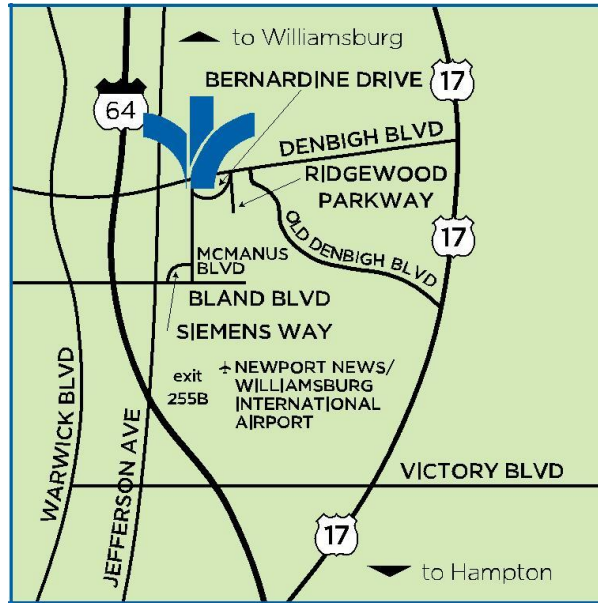 to Williamsburg
BERNARDINE DRIVE
17
64
DENBIGH BLVD
RIDGEWOOD
PARKWAY
OLD DENBIGH BLVD
17
MCMANUS
BLVD
BLAND BLVD
SIEMENS WAY
exit
255B
NEWPORT NEWS/
WILLIAMSBURG
INTERNATIONAL
AIRPORT
WARWICK BLVD
JEFFERSON AVE
VICTORY BLVD
17
to Hampton